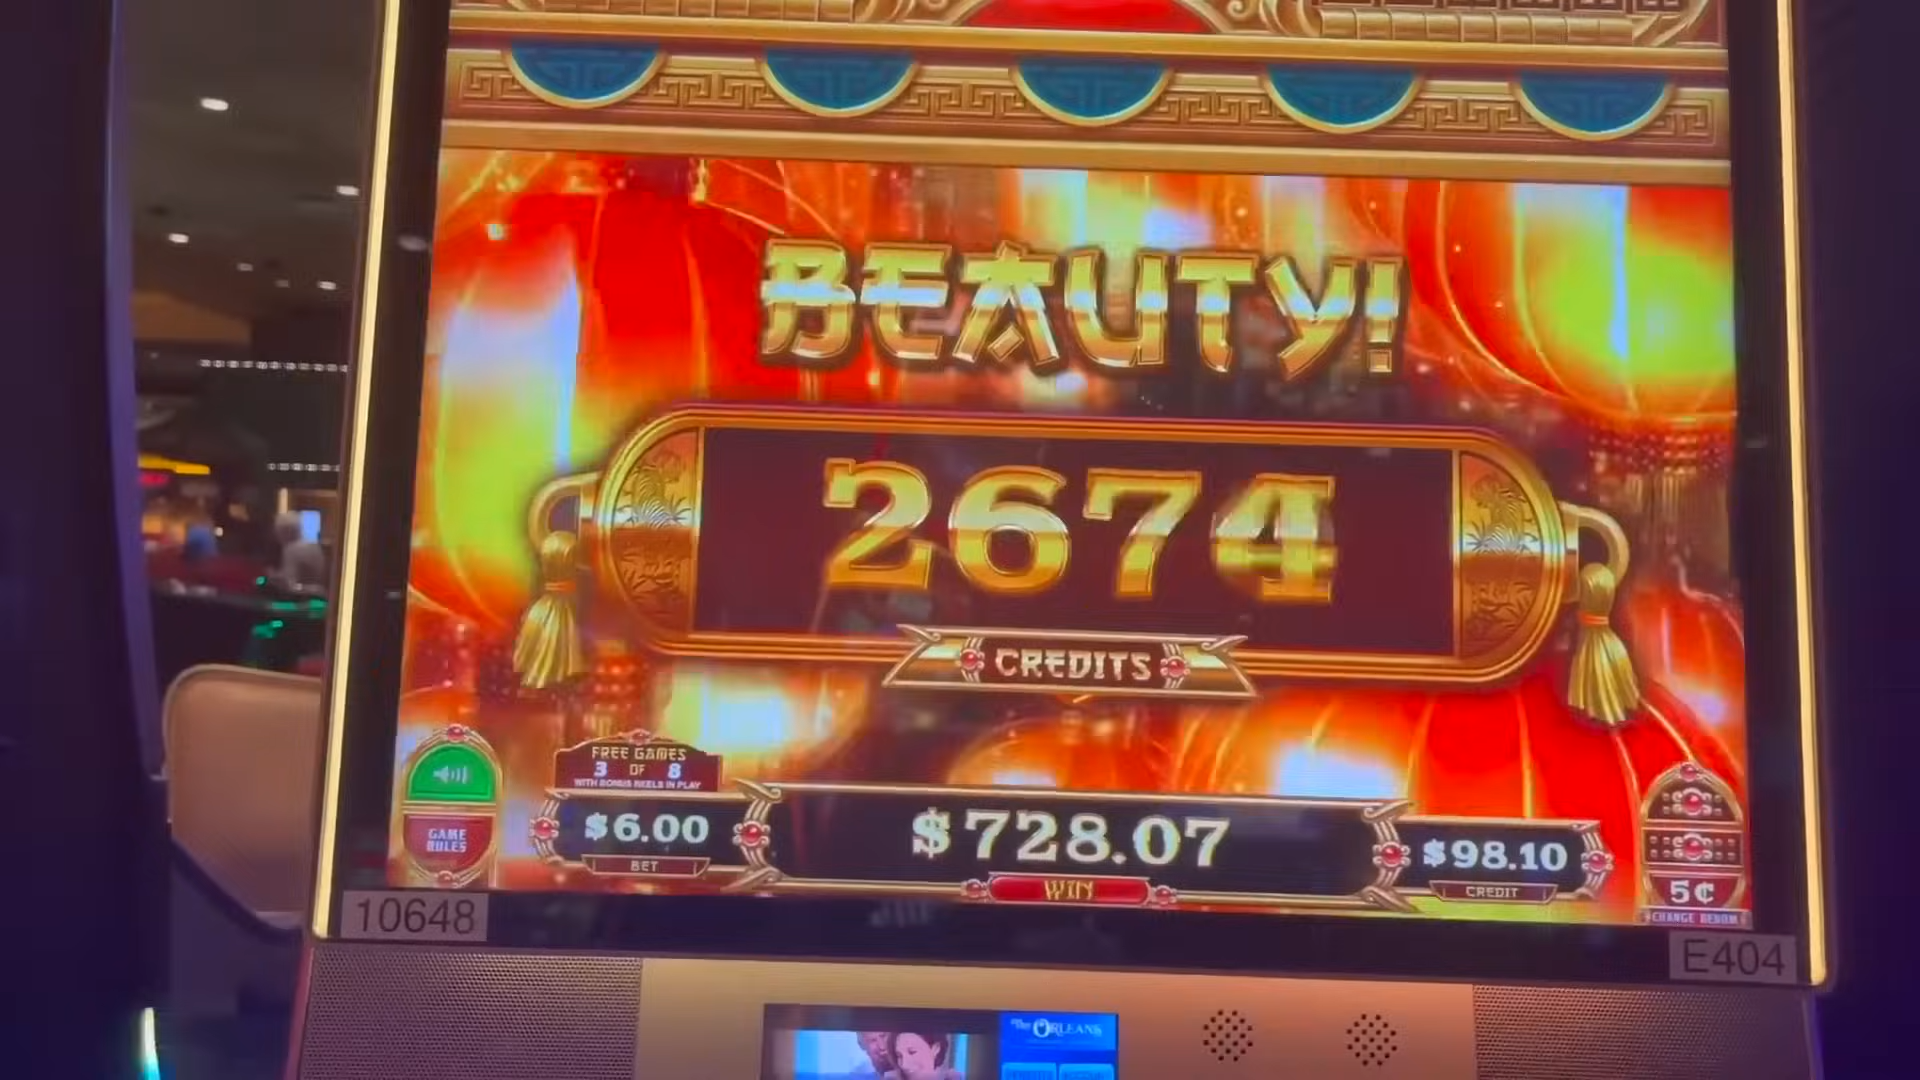 BEAUTY!
2674
CREDITS
FREE GAMES
3 OF 8
WITH BONUS REELS IN PLAY
GAME
RULES
$6.00
BET
$728.07
WIN
$98.10
CREDIT
5¢
CHANGE DENOM
10648
E404
THE ORLEANS